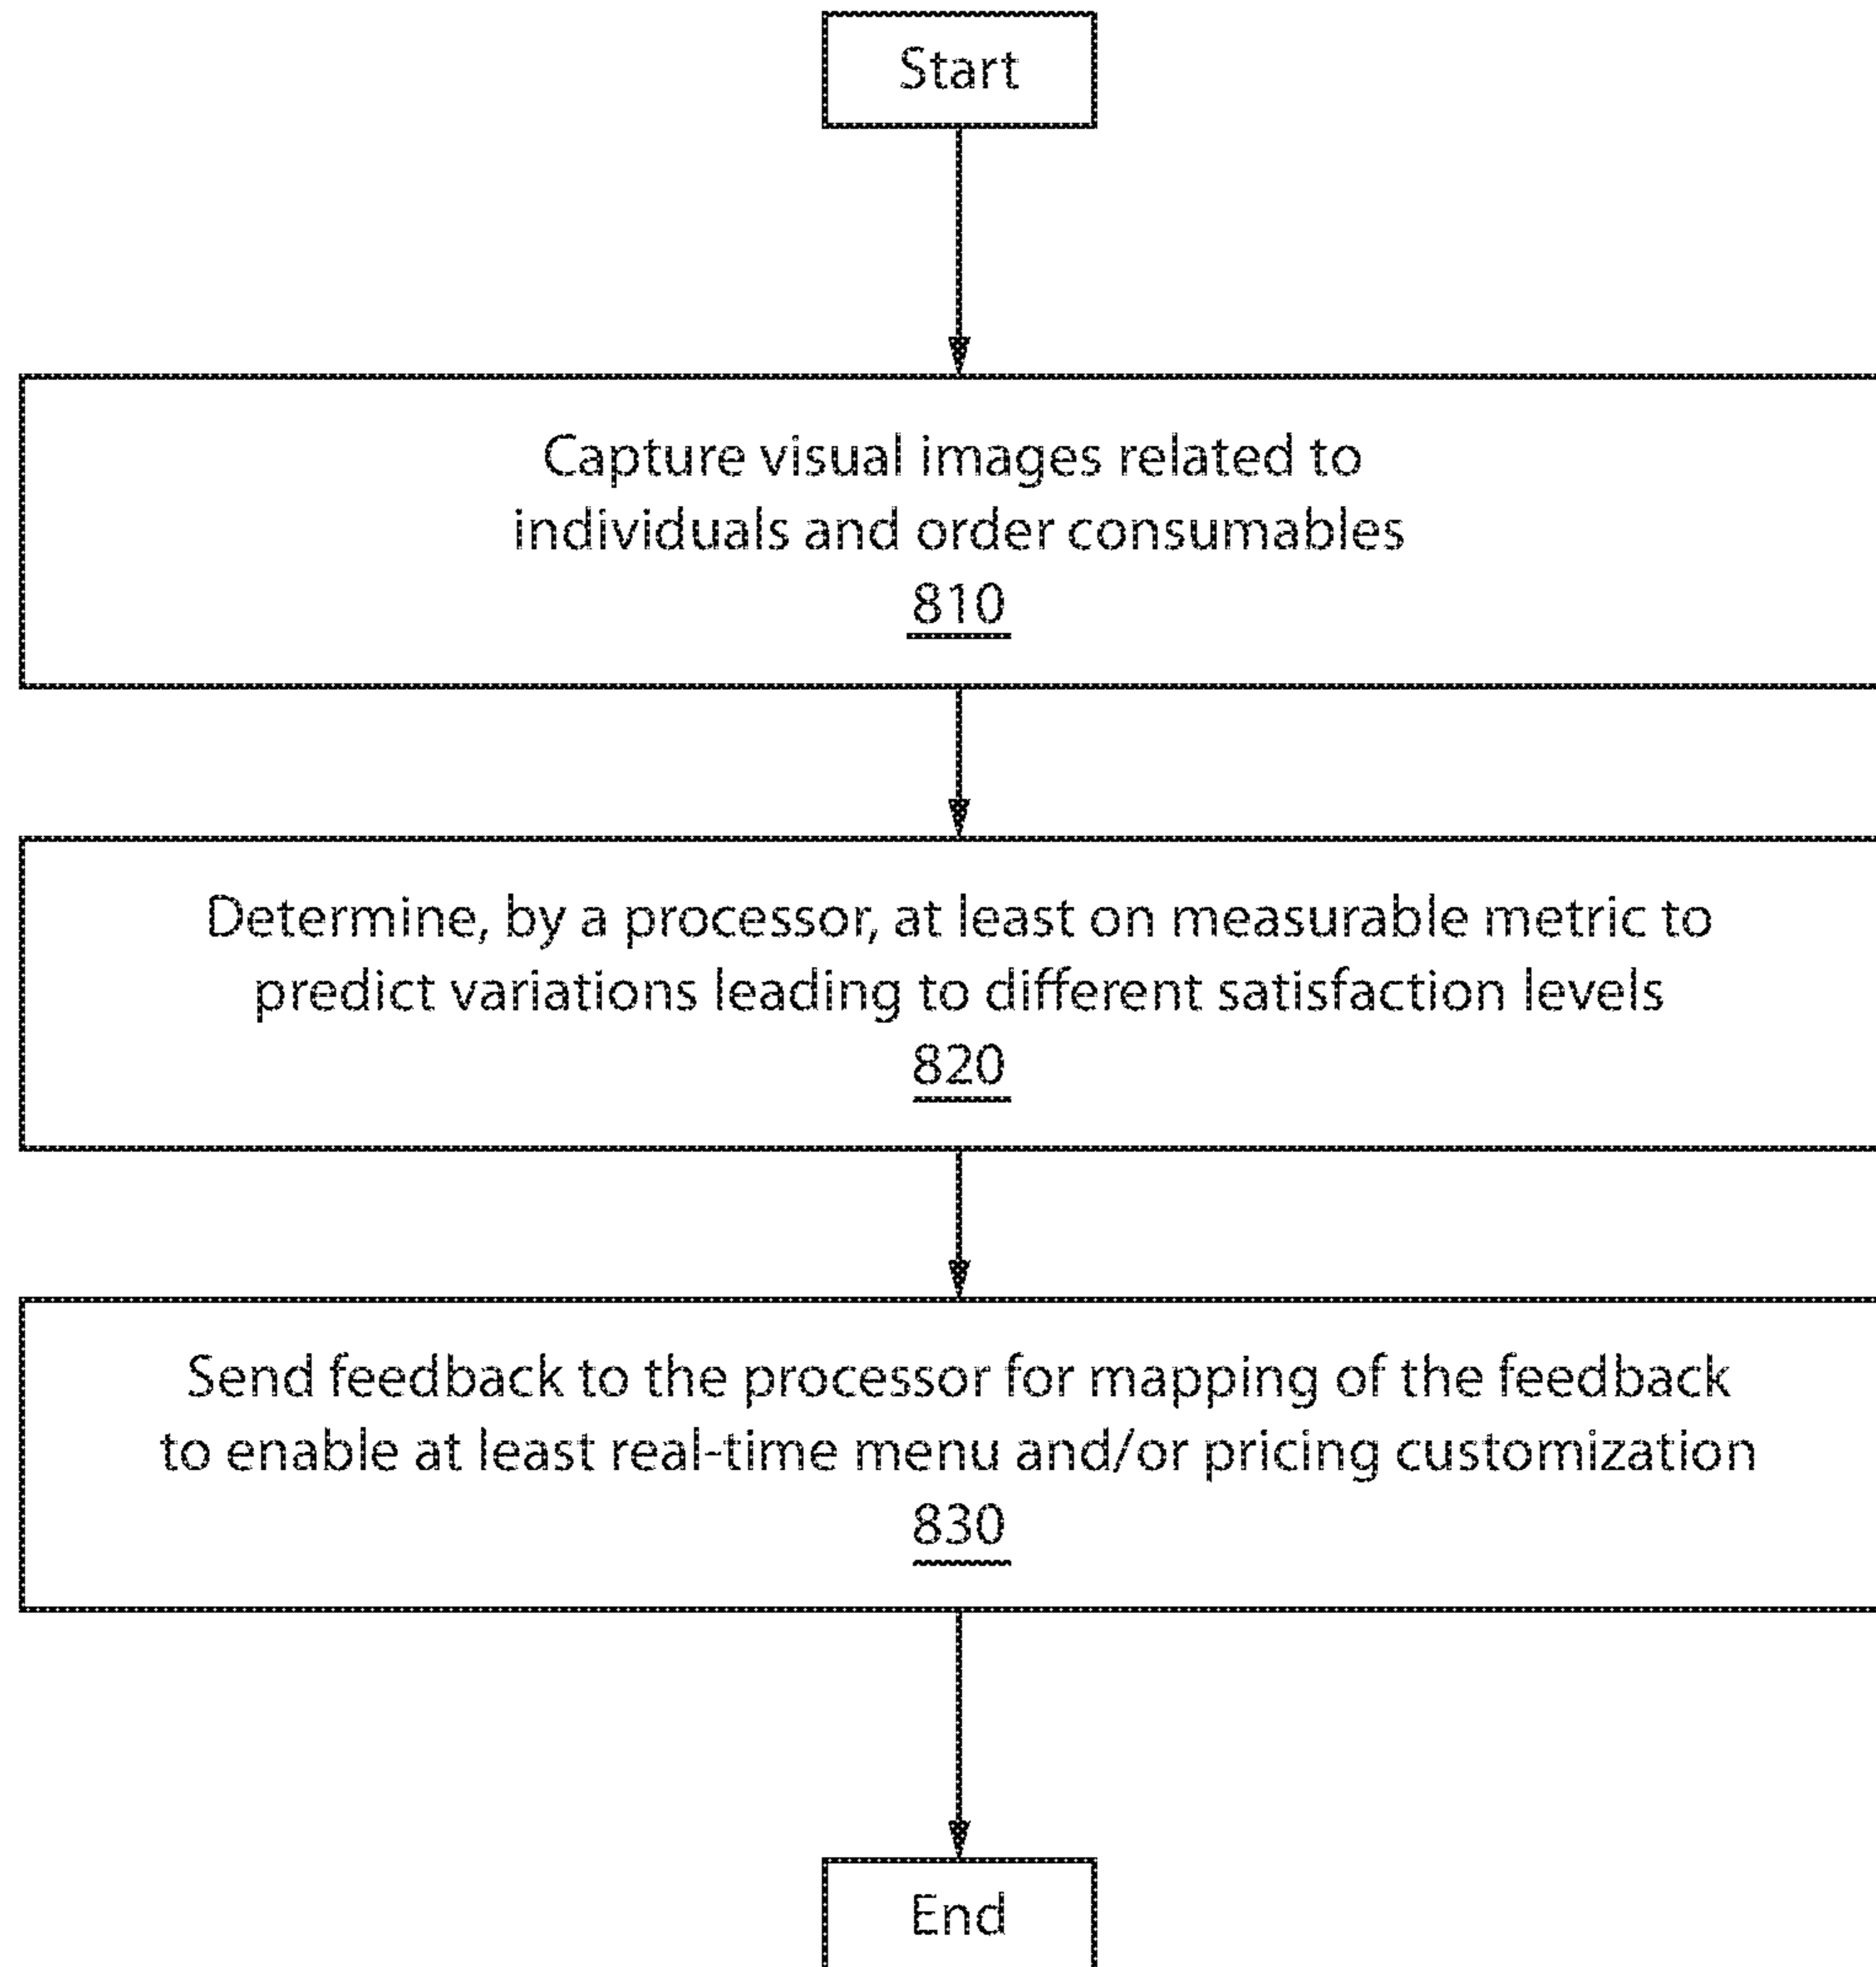 Start
Capture visual images related to
individuals and order consumables
810
Determine, by a processor, at least on measurable metric to
predict variations leading to different satisfaction levels
820
Send feedback to the processor for mapping of the feedback
to enable at least real-time menu and/or pricing customization
830
End